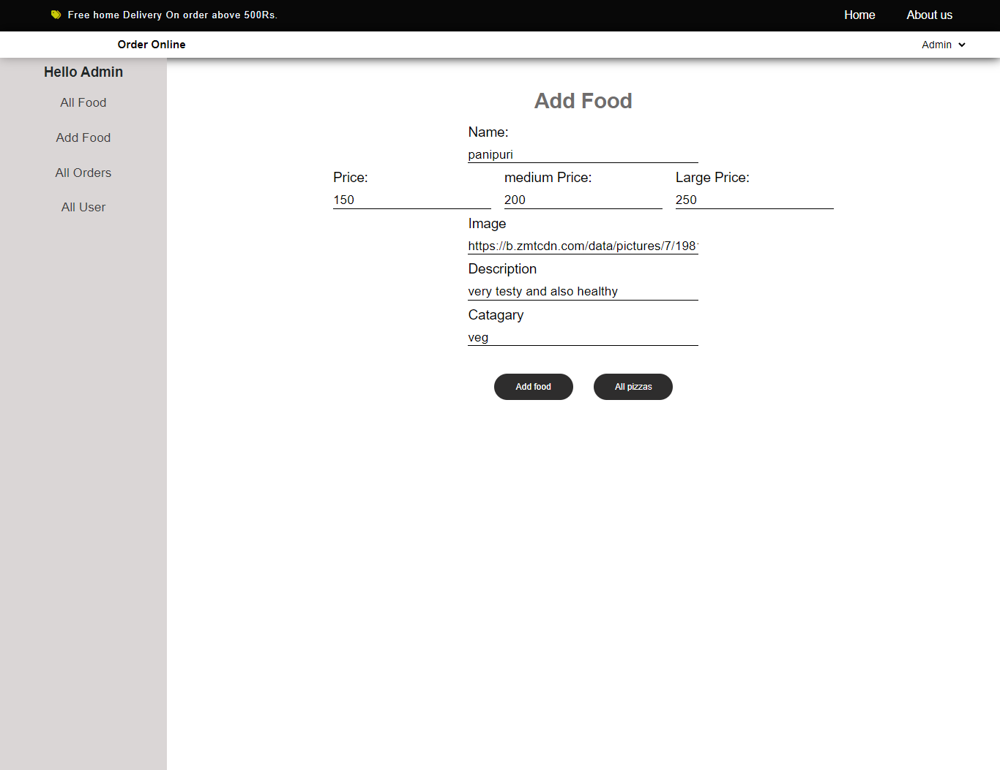 Free home Delivery On order above 500Rs.
Home
About us
Order Online
Admin
Hello Admin
All Food
Add Food
All Orders
All User
Add Food
Name:
panipuri
Price:
medium Price:
Large Price:
150
200
250
Image
https://b.zmtcdn.com/data/pictures/7/198
Description
very testy and also healthy
Catagary
veg
Add food
All pizzas